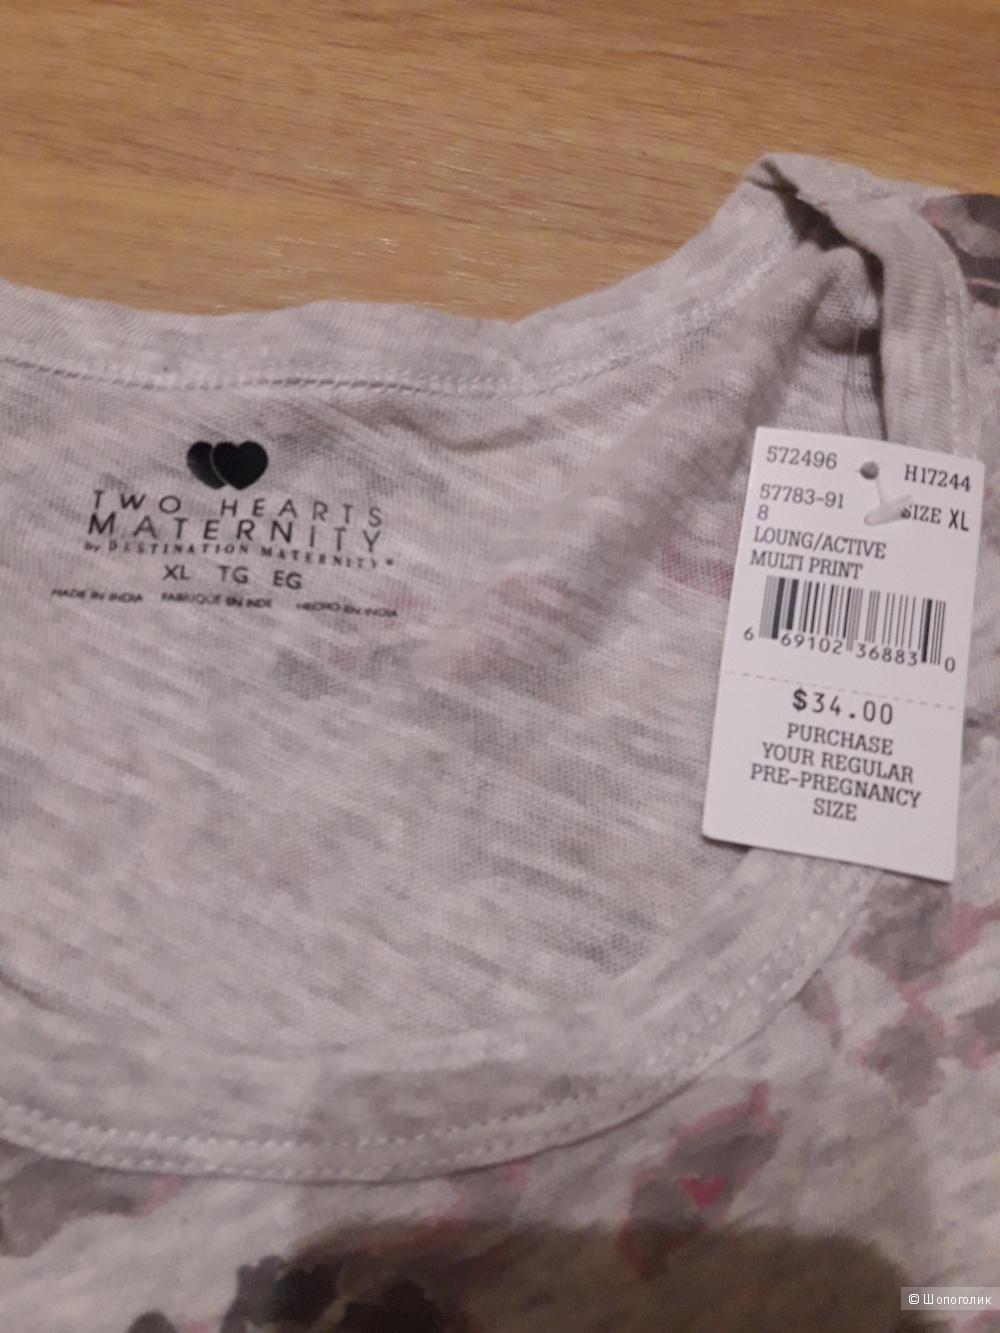 TWO HEARTS
MATERNITY
by DESTINATION MATERNITY®
XL TG EG
MADE IN INDIA FABRIQUE EN INDE HECHO EN INDIA
572496 H17244
57783-91 SIZE XL
8
LOUNG/ACTIVE
MULTI PRINT
6 69102 36883 0
$34.00
PURCHASE
YOUR REGULAR
PRE-PREGNANCY
SIZE
© Шопоголик